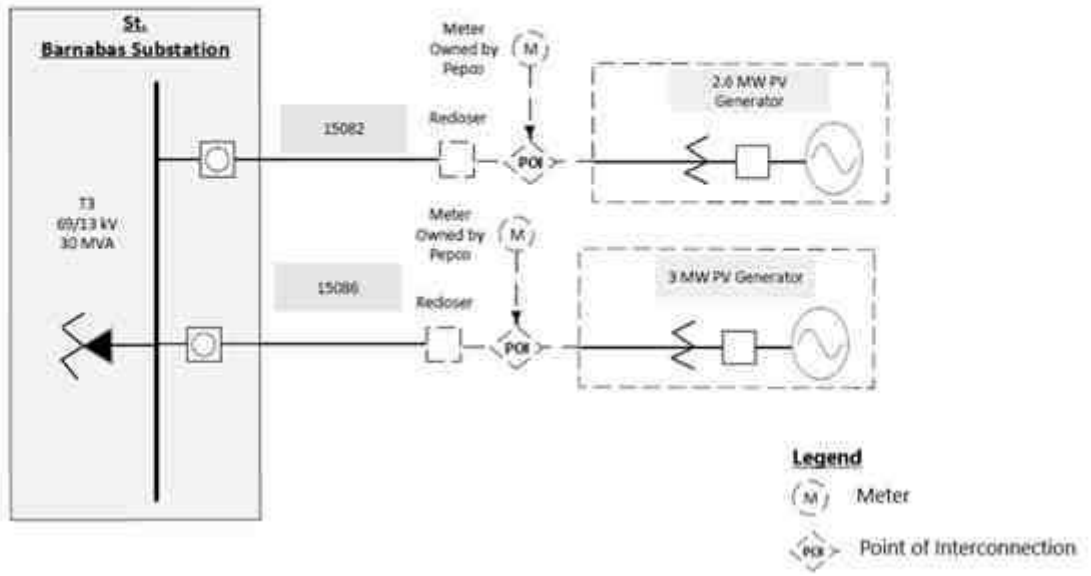 St.
Barnabas Substation
T3
69/13 kV
30 MVA
15082
Recloser
Meter
Owned by
Pepco
M
POI
2.6 MW PV
Generator
15086
Recloser
Meter
Owned by
Pepco
M
POI
3 MW PV Generator
Legend
M Meter
POI Point of Interconnection